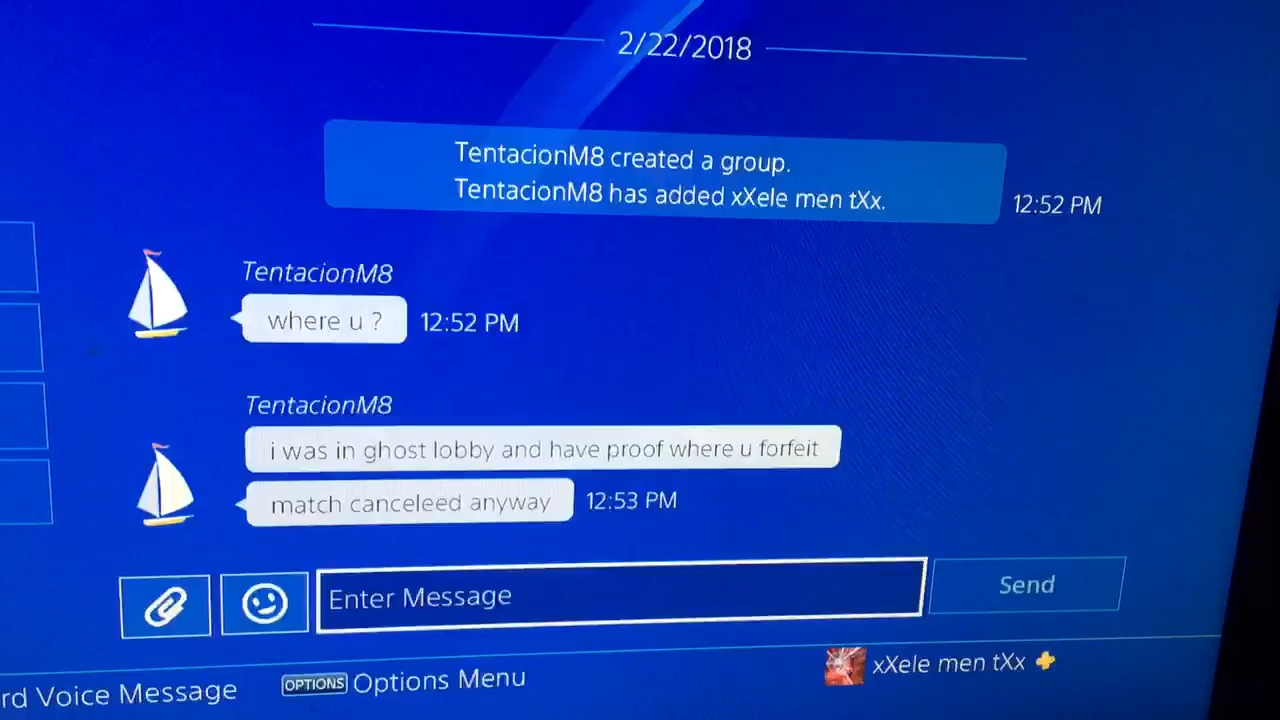 2/22/2018
TentacionM8 created a group.
TentacionM8 has added xXele men tXx.
12:52 PM
TentacionM8
where u ?
12:52 PM
TentacionM8
i was in ghost lobby and have proof where u forfeit
match canceleed anyway
12:53 PM
Enter Message
Send
rd Voice Message
OPTIONS Options Menu
xXele men tXx